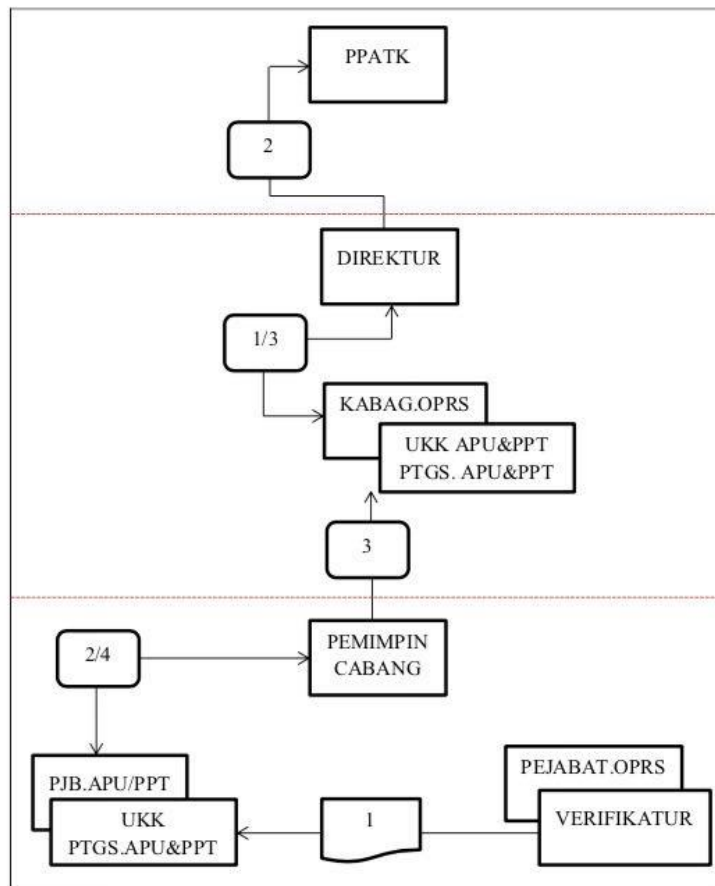 PPATK
2
DIREKTUR
1/3
KABAG.OPRS
UKK APU&PPT
PTGS. APU&PPT
3
PEMIMPIN
CABANG
2/4
PJB.APU/PPT
UKK
PTGS.APU&PPT
1
PEJABAT.OPRS
VERIFIKATUR